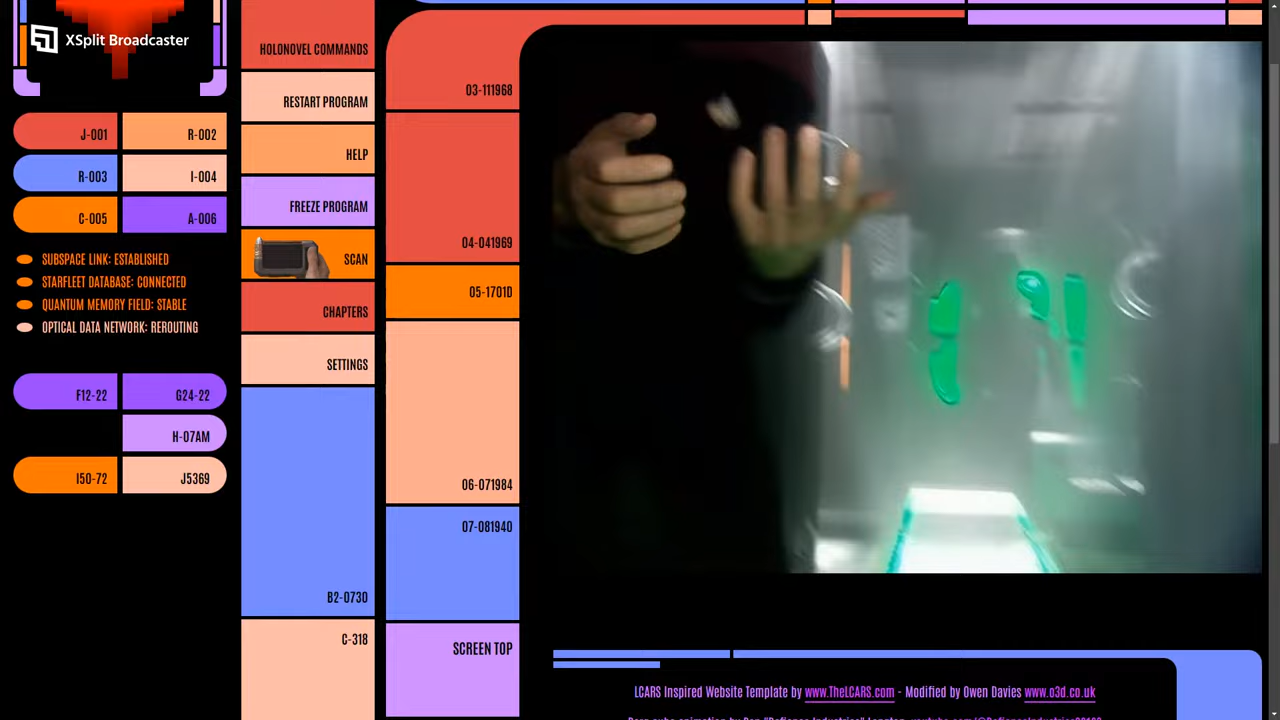 XSplit Broadcaster
J-001
R-002
R-003
I-004
C-005
A-006
SUBSPACE LINK: ESTABLISHED
STARFLEET DATABASE: CONNECTED
QUANTUM MEMORY FIELD: STABLE
OPTICAL DATA NETWORK: REROUTING
F12-22
G24-22
H-07AM
I50-72
J5369
HOLONOVEL COMMANDS
RESTART PROGRAM
HELP
FREEZE PROGRAM
SCAN
CHAPTERS
SETTINGS
B2-0730
C-318
03-111968
04-041969
05-1701D
06-071984
07-081940
SCREEN TOP
LCARS Inspired Website Template by www.TheLCARS.com - Modified by Owen Davies www.o3d.co.uk